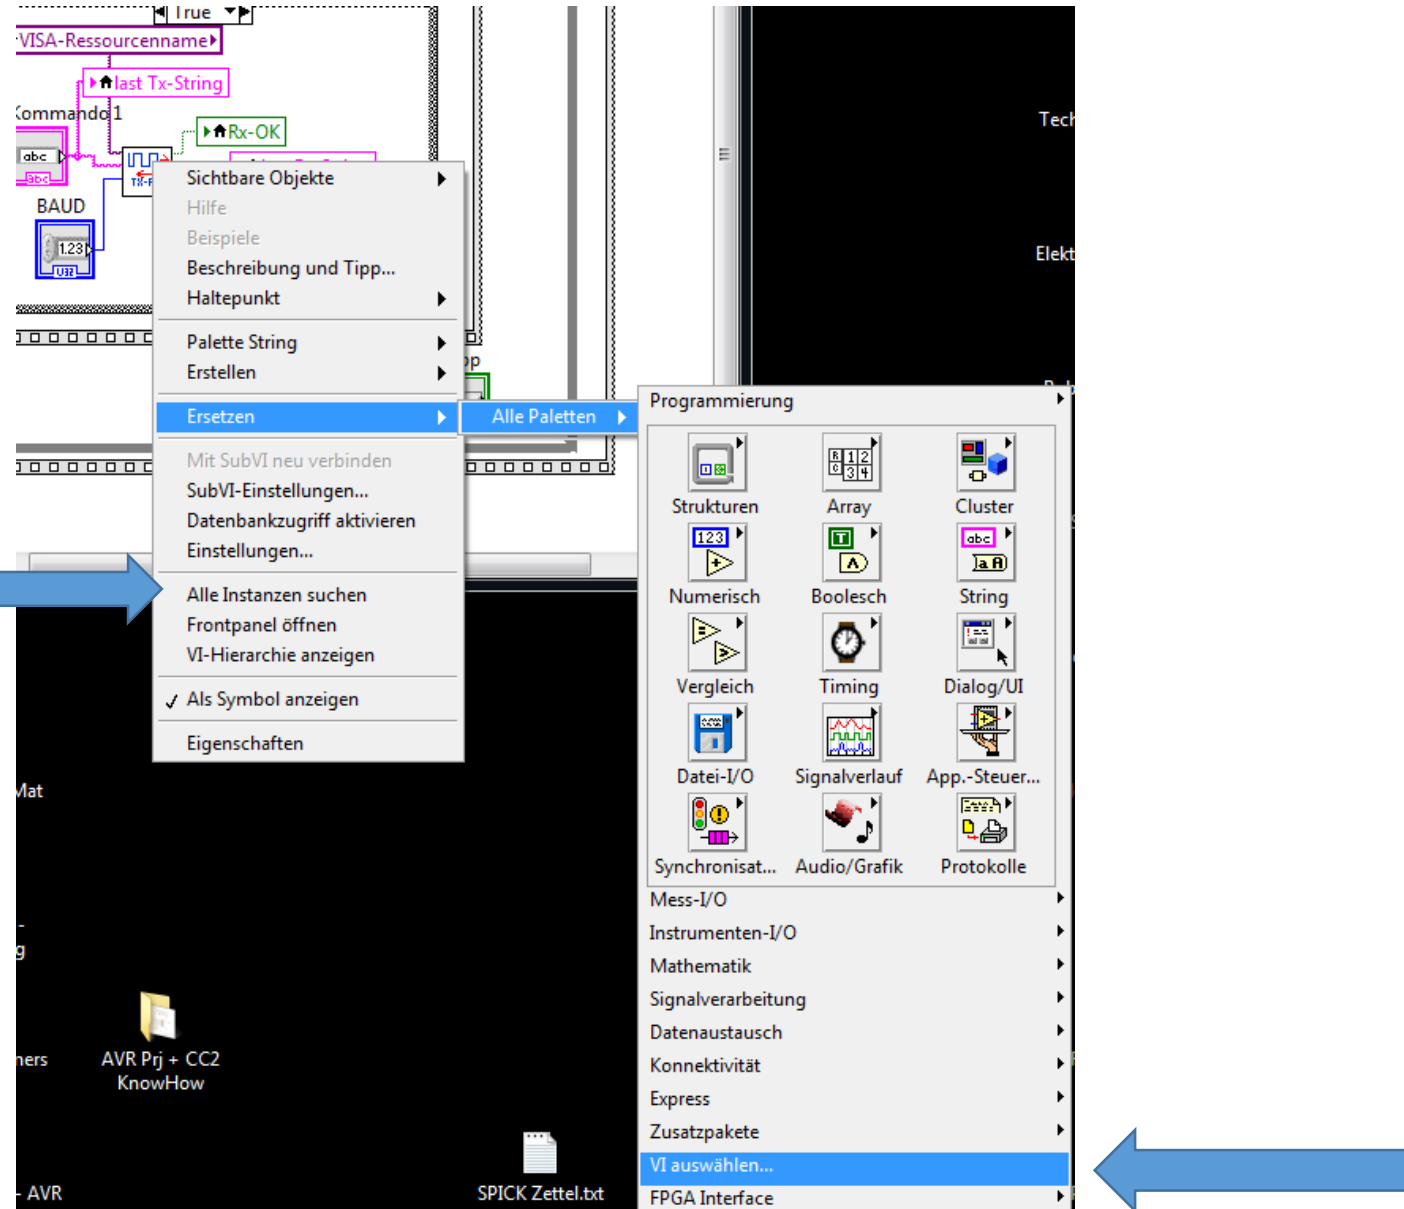 True
VISA-Ressourcenname
last Tx-String
Kommando 1
Rx-OK
abc
abc
BAUD
1.23
U32
Sichtbare Objekte
Hilfe
Beispiele
Beschreibung und Tipp...
Haltepunkt
Palette String
Erstellen
Ersetzen
Mit SubVI neu verbinden
SubVI-Einstellungen...
Datenbankzugriff aktivieren
Einstellungen...
Alle Instanzen suchen
Frontpanel öffnen
VI-Hierarchie anzeigen
Als Symbol anzeigen
Eigenschaften
Alle Paletten
Programmierung
Strukturen Array Cluster
Numerisch Boolesch String
Vergleich Timing Dialog/UI
Datei-I/O Signalverlauf App.-Steuer...
Synchronisat... Audio/Grafik Protokolle
Mess-I/O
Instrumenten-I/O
Mathematik
Signalverarbeitung
Datenaustausch
Konnektivität
Express
Zusatzpakete
VI auswählen...
FPGA Interface
Tech
Elekt
Mat
ners
AVR Prj + CC2
KnowHow
- AVR
SPICK Zettel.txt